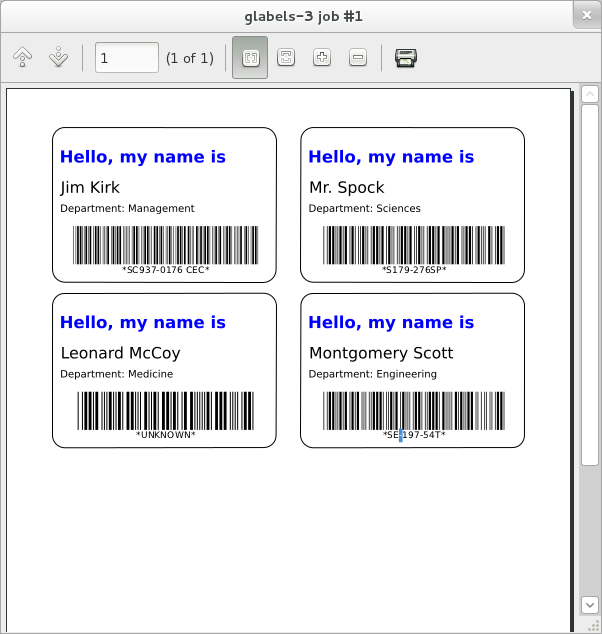 glabels-3 job #1
1 (1 of 1)
Hello, my name is
Jim Kirk
Department: Management
*SC937-0176 CEC*
Hello, my name is
Mr. Spock
Department: Sciences
*S179-276SP*
Hello, my name is
Leonard McCoy
Department: Medicine
*UNKNOWN*
Hello, my name is
Montgomery Scott
Department: Engineering
*SE-197-54T*